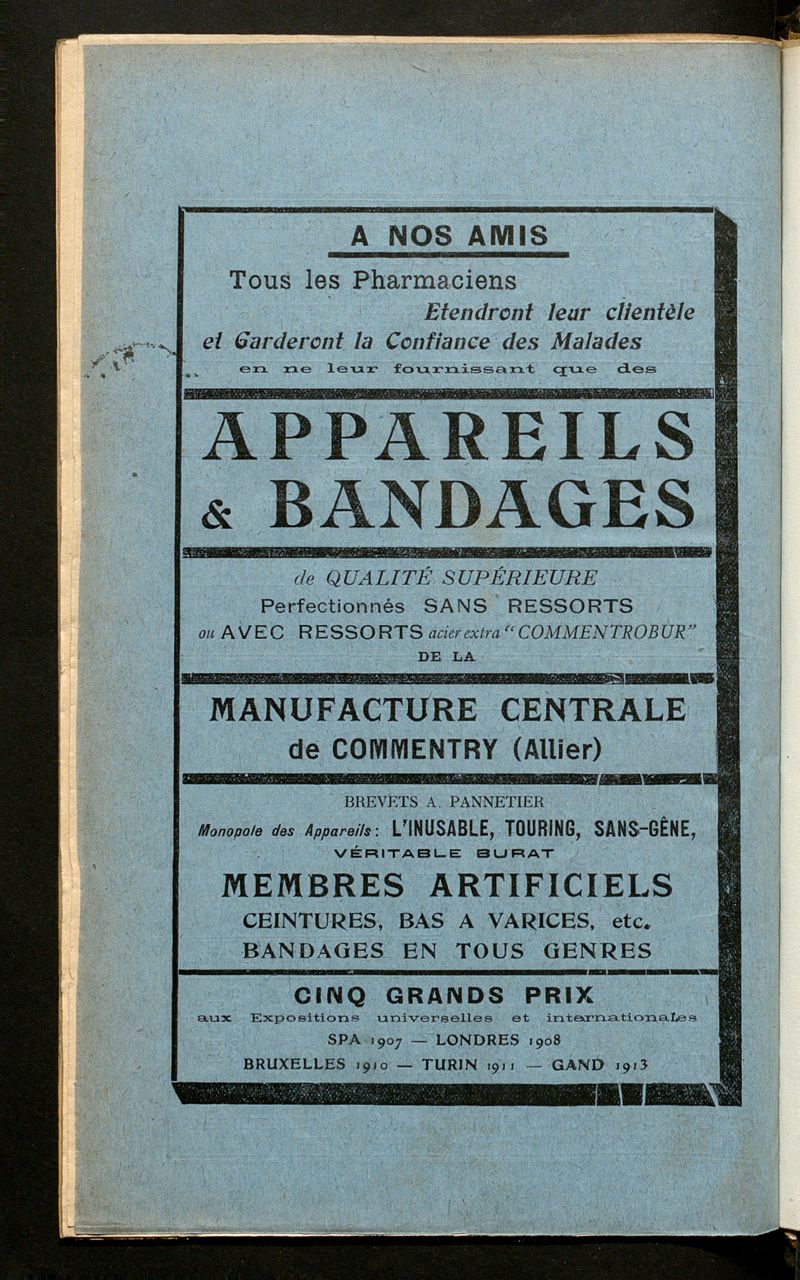 A NOS AMIS
Tous les Pharmaciens
Etendront leur clientèle
et Garderont la Confiance des Malades
en ne leur fournissant que des
APPAREILS
& BANDAGES
de QUALITÉ SUPÉRIEURE
Perfectionnés SANS RESSORTS
ou AVEC RESSORTS acier extra "COMMENTROBUR"
DE LA
MANUFACTURE CENTRALE
de COMMENTRY (Allier)
BREVETS A. PANNETIER
Monopole des Appareils: L'INUSABLE, TOURING, SANS-GÊNE,
VÉRITABLE BURAT
MEMBRES ARTIFICIELS
CEINTURES, BAS A VARICES, etc.
BANDAGES EN TOUS GENRES
CINQ GRANDS PRIX
aux Expositions universelles et internationales
SPA 1907 — LONDRES 1908
BRUXELLES 1910 — TURIN 1911 — GAND 1913